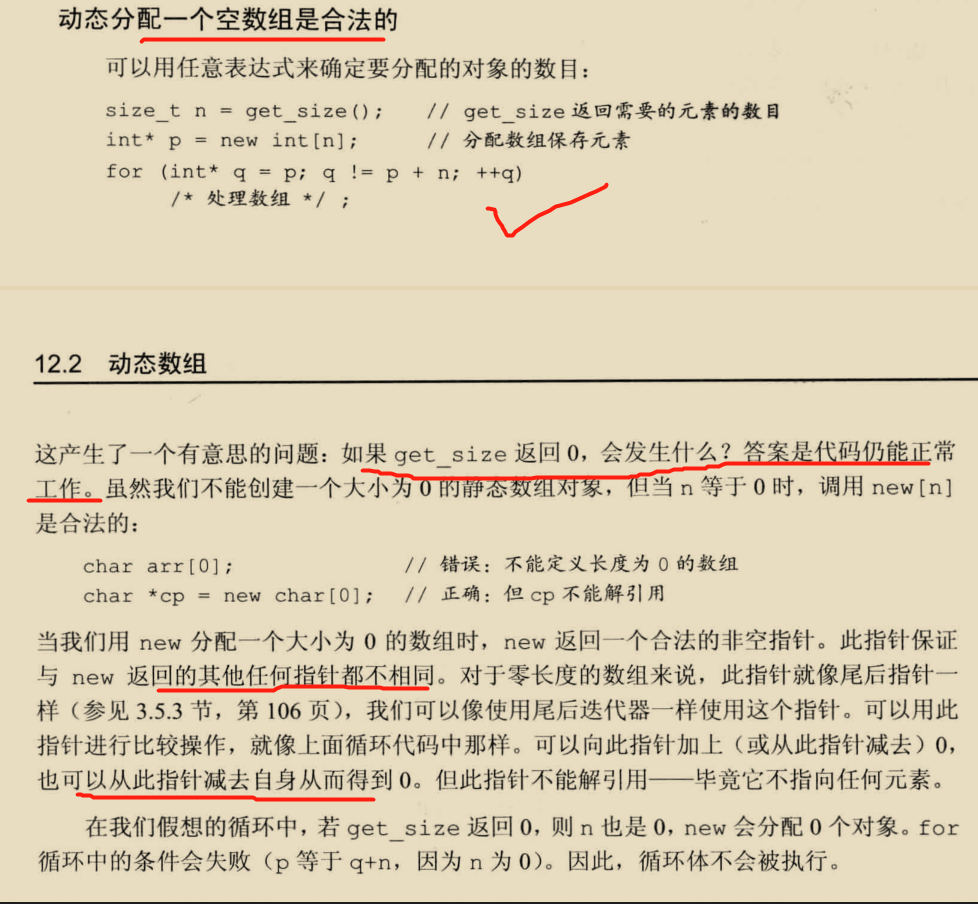 动态分配一个空数组是合法的
可以用任意表达式来确定要分配的对象的数目：
size_t n = get_size();   // get_size 返回需要的元素的数目
int* p = new int[n];     // 分配数组保存元素
for (int* q = p; q != p + n; ++q)
/* 处理数组 */ ;
12.2 动态数组
这产生了一个有意思的问题：如果 get_size 返回 0，会发生什么？答案是代码仍能正常
工作。虽然我们不能创建一个大小为 0 的静态数组对象，但当 n 等于 0 时，调用 new[n]
是合法的：
char arr[0];             // 错误：不能定义长度为 0 的数组
char *cp = new char[0];  // 正确：但 cp 不能解引用
当我们用 new 分配一个大小为 0 的数组时，new 返回一个合法的非空指针。此指针保证
与 new 返回的其他任何指针都不相同。对于零长度的数组来说，此指针就像尾后指针一
样（参见 3.5.3 节，第 106 页），我们可以像使用尾后迭代器一样使用这个指针。可以用此
指针进行比较操作，就像上面循环代码中那样。可以向此指针加上（或从此指针减去）0，
也可以从此指针减去自身从而得到 0。但此指针不能解引用——毕竟它不指向任何元素。
在我们假想的循环中，若 get_size 返回 0，则 n 也是 0，new 会分配 0 个对象。for
循环中的条件会失败（p 等于 q+n，因为 n 为 0）。因此，循环体不会被执行。